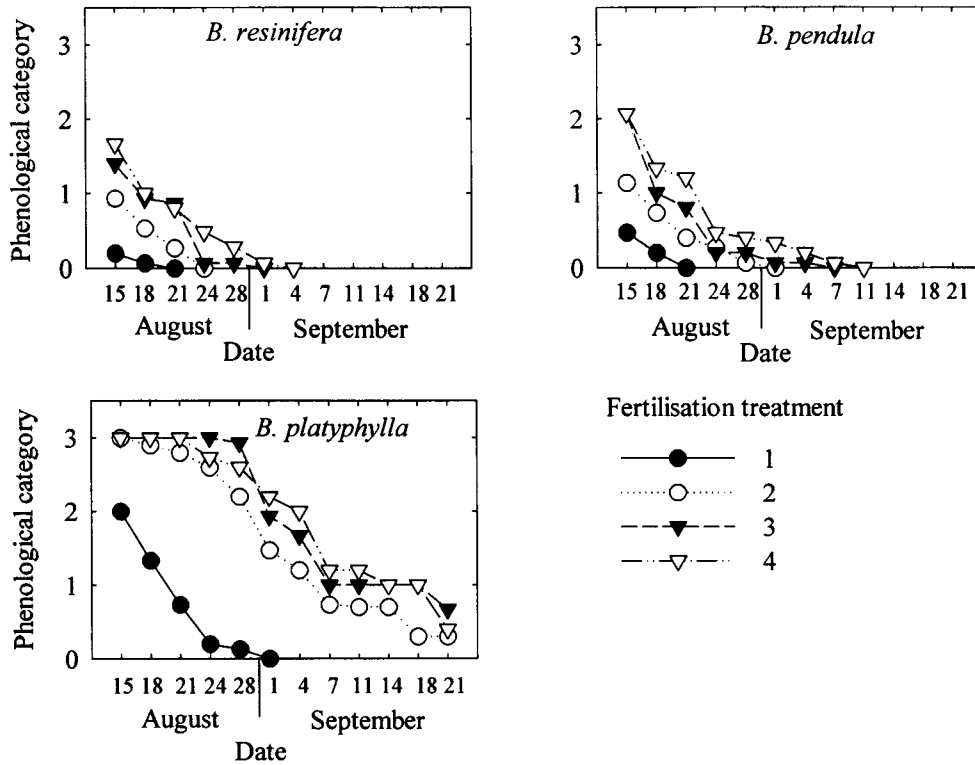 B. resinifera
Phenological category
3
2
1
0
15 18 21 24 28 1 4 7 11 14 18 21
August September
Date
B. pendula
3
2
1
0
15 18 21 24 28 1 4 7 11 14 18 21
August September
Date
B. platyphylla
Phenological category
3
2
1
0
15 18 21 24 28 1 4 7 11 14 18 21
August September
Date
Fertilisation treatment
1
2
3
4